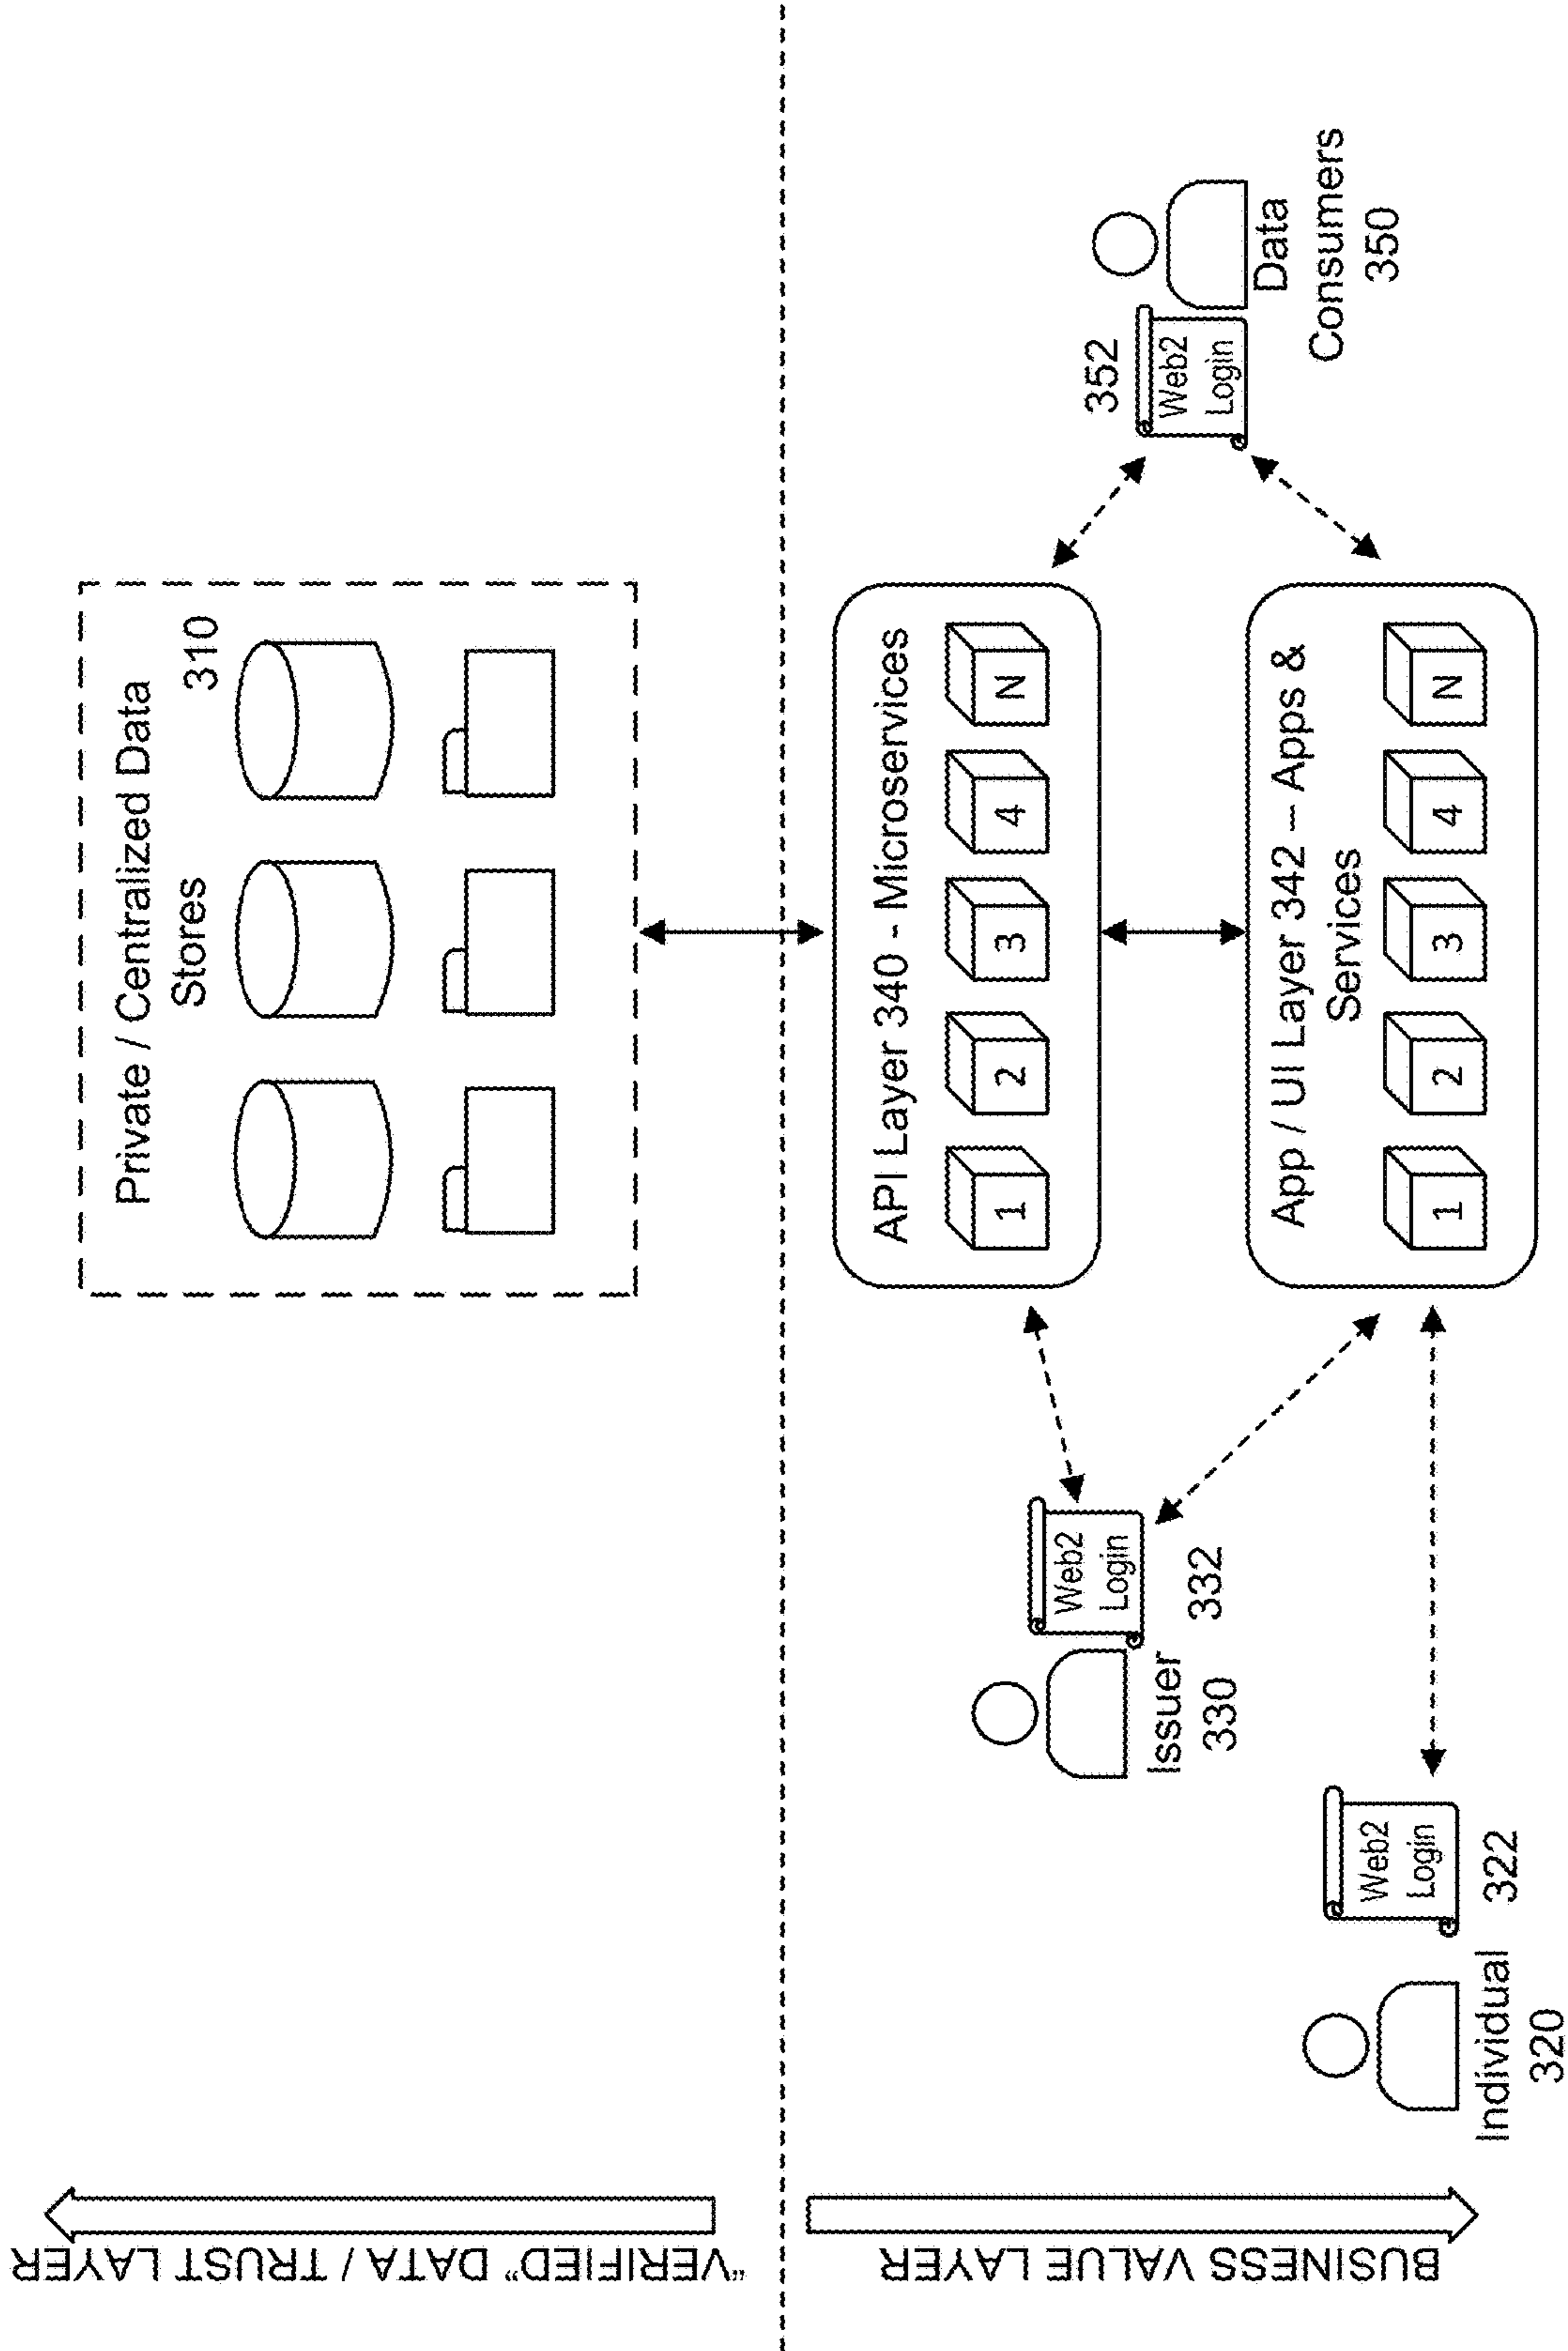 "VERIFIED" DATA / TRUST LAYER
BUSINESS VALUE LAYER
Private / Centralized Data
Stores
310
API Layer 340 - Microservices
1
2
3
4
N
App / UI Layer 342 – Apps &
Services
1
2
3
4
N
Individual
320
Web2
Login
322
Issuer
330
Web2
Login
332
352
Web2
Login
Data
Consumers
350